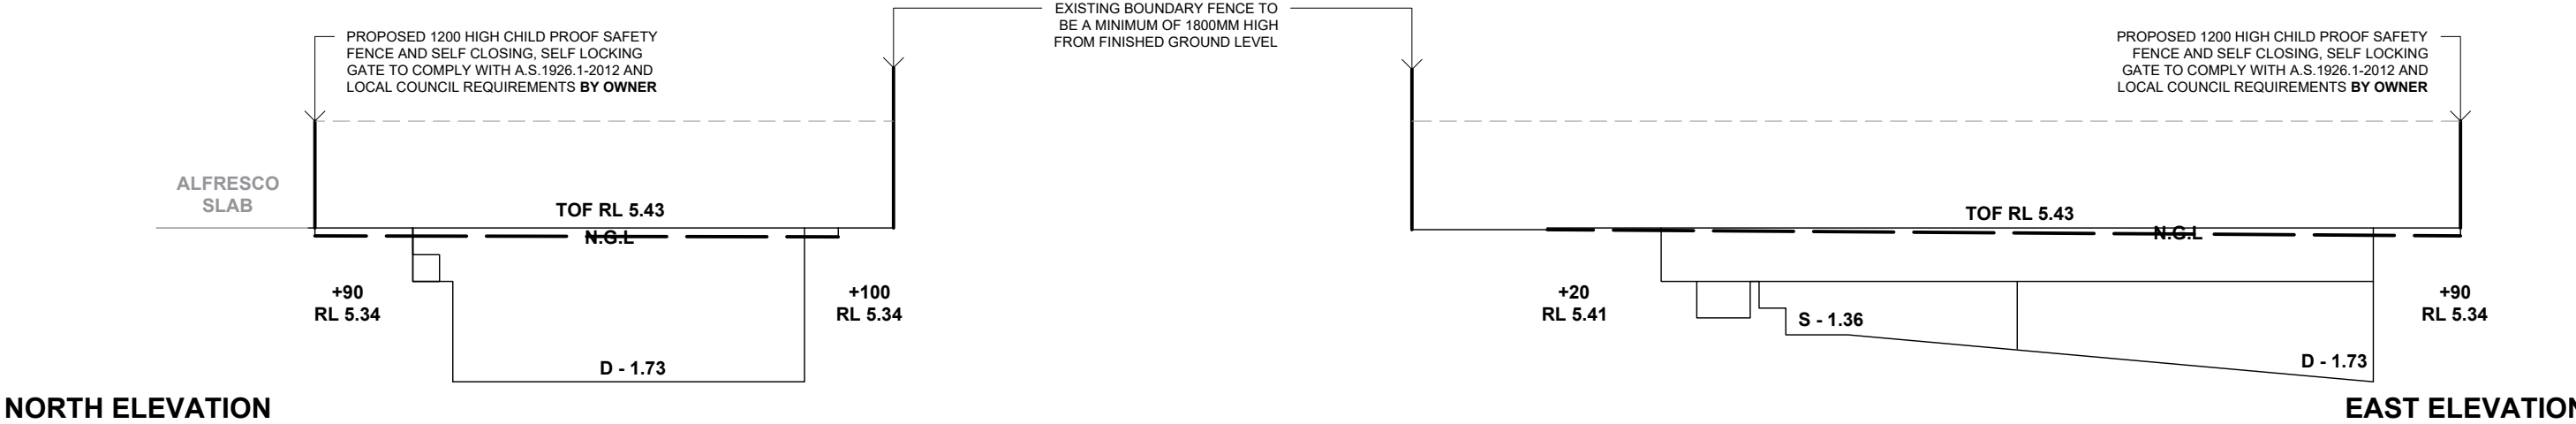 EXISTING BOUNDARY FENCE TO
BE A MINIMUM OF 1800MM HIGH
FROM FINISHED GROUND LEVEL
PROPOSED 1200 HIGH CHILD PROOF SAFETY
FENCE AND SELF CLOSING, SELF LOCKING
GATE TO COMPLY WITH A.S.1926.1-2012 AND
LOCAL COUNCIL REQUIREMENTS BY OWNER
PROPOSED 1200 HIGH CHILD PROOF SAFETY
FENCE AND SELF CLOSING, SELF LOCKING
GATE TO COMPLY WITH A.S.1926.1-2012 AND
LOCAL COUNCIL REQUIREMENTS BY OWNER
ALFRESCO
SLAB
TOF RL 5.43
N.G.L
+90
RL 5.34
+100
RL 5.34
D - 1.73
NORTH ELEVATION
TOF RL 5.43
N.G.L
+20
RL 5.41
+90
RL 5.34
S - 1.36
D - 1.73
EAST ELEVATION